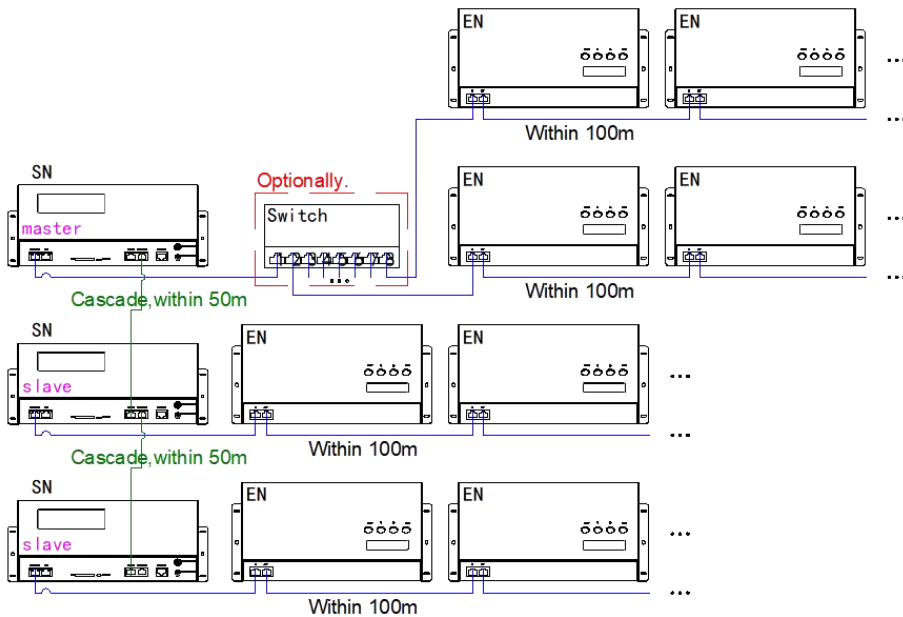 EN EN
...
...
Within 100m
SN
master
Optionally.
Switch
1 2 3 4 5 6 7 8
...
EN EN
...
...
Within 100m
Cascade,within 50m
SN
slave
EN EN
...
...
Within 100m
Cascade,within 50m
SN
slave
EN EN
...
...
Within 100m